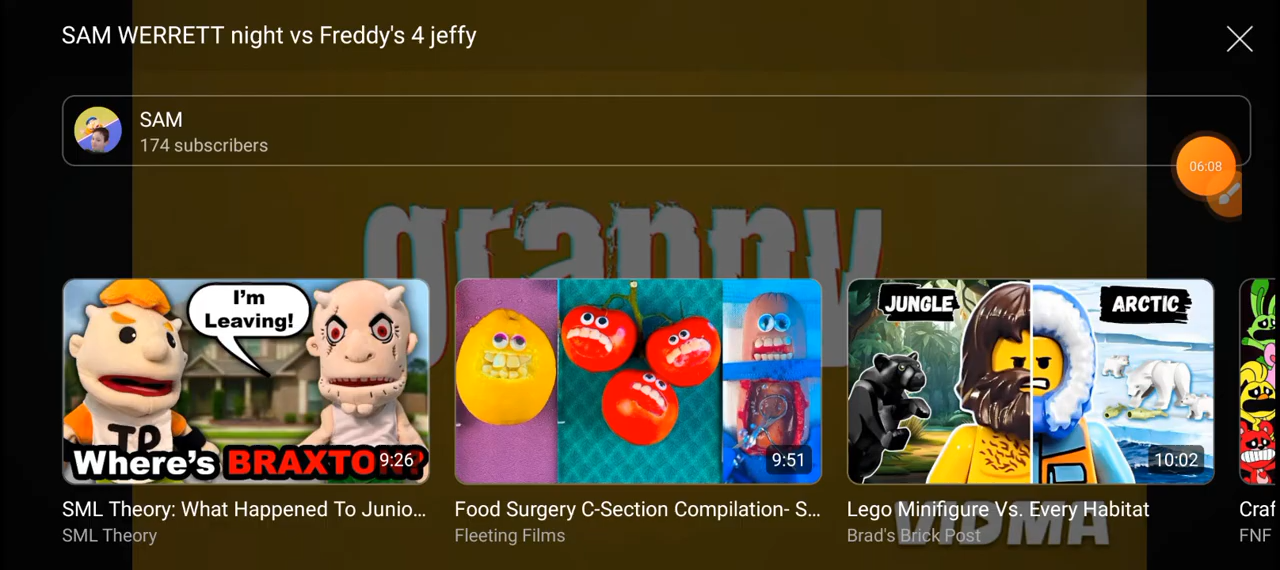 SAM WERRETT night vs Freddy's 4 jeffy
SAM
174 subscribers
06:08
granny
I'm
Leaving!
JUNGLE
ARCTIC
TP
Where's BRAXTO
9:26
9:51
10:02
SML Theory: What Happened To Junio...
Food Surgery C-Section Compilation- S...
Lego Minifigure Vs. Every Habitat
Craf
SML Theory
Fleeting Films
Brad's Brick Post
FNF
VIDMA